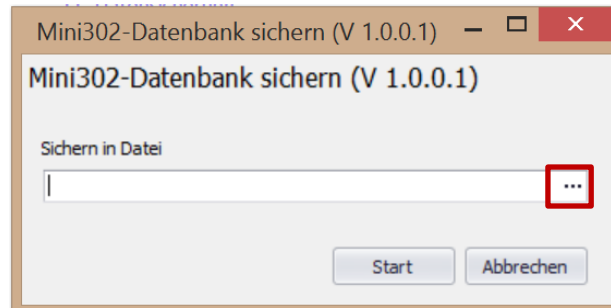 Mini302-Datenbank sichern (V 1.0.0.1)
Mini302-Datenbank sichern (V 1.0.0.1)
Sichern in Datei
...
Start Abbrechen